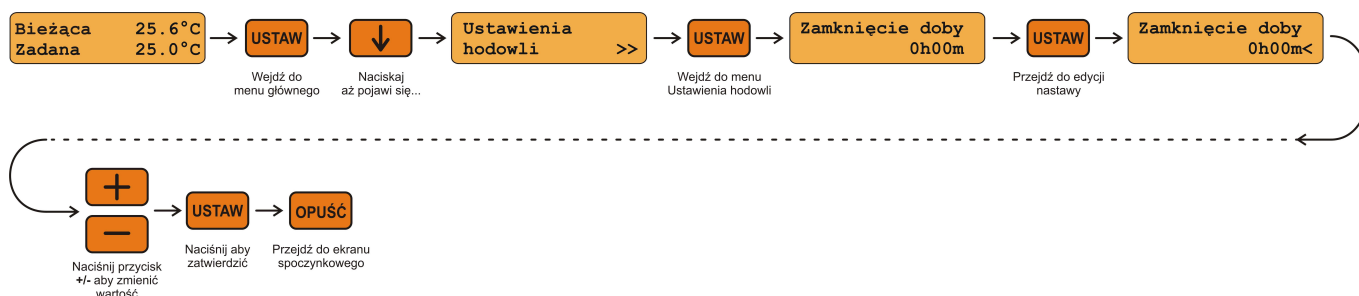 Bieżąca 25.6°C
Zadana 25.0°C
USTAW
Wejdź do
menu głównego
Naciskaj
aż pojawi się...
Ustawienia
hodowli >>
USTAW
Wejdź do menu
Ustawienia hodowli
Zamknięcie doby
0h00m
USTAW
Przejdź do edycji
nastawy
Zamknięcie doby
0h00m<
+
−
Naciśnij przycisk
+/- aby zmienić
wartość
USTAW
Naciśnij aby
zatwierdzić
OPUŚĆ
Przejdź do ekranu
spoczynkowego